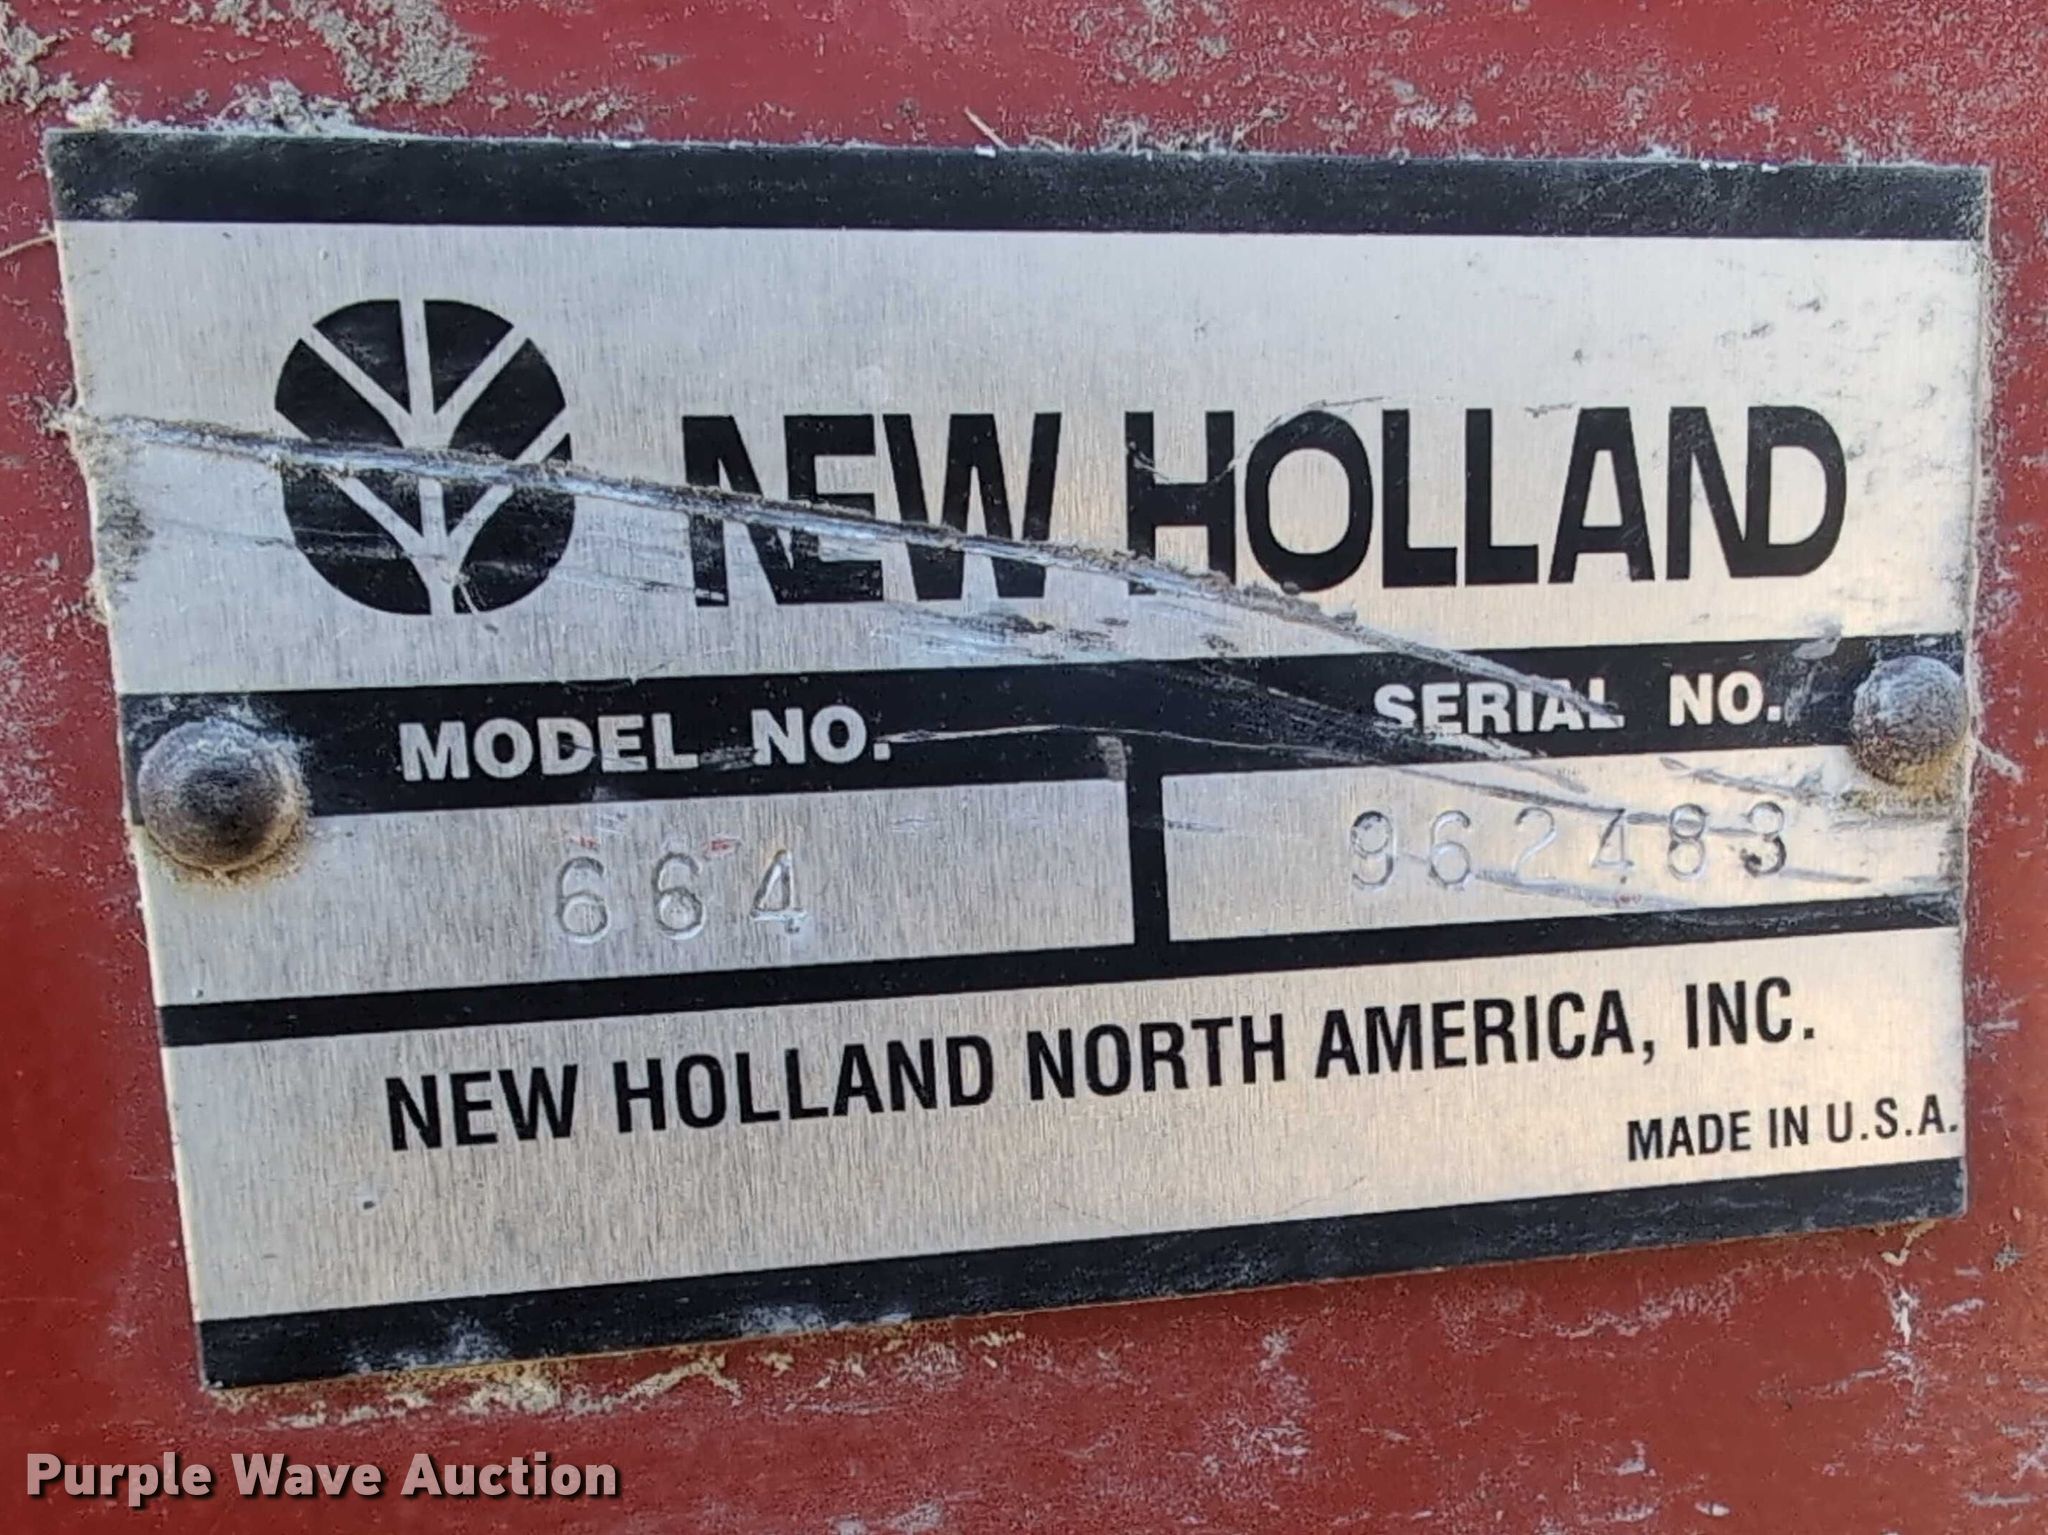 NEW HOLLAND
MODEL NO. SERIAL NO.
664 962483
NEW HOLLAND NORTH AMERICA, INC.
MADE IN U.S.A.
Purple Wave Auction